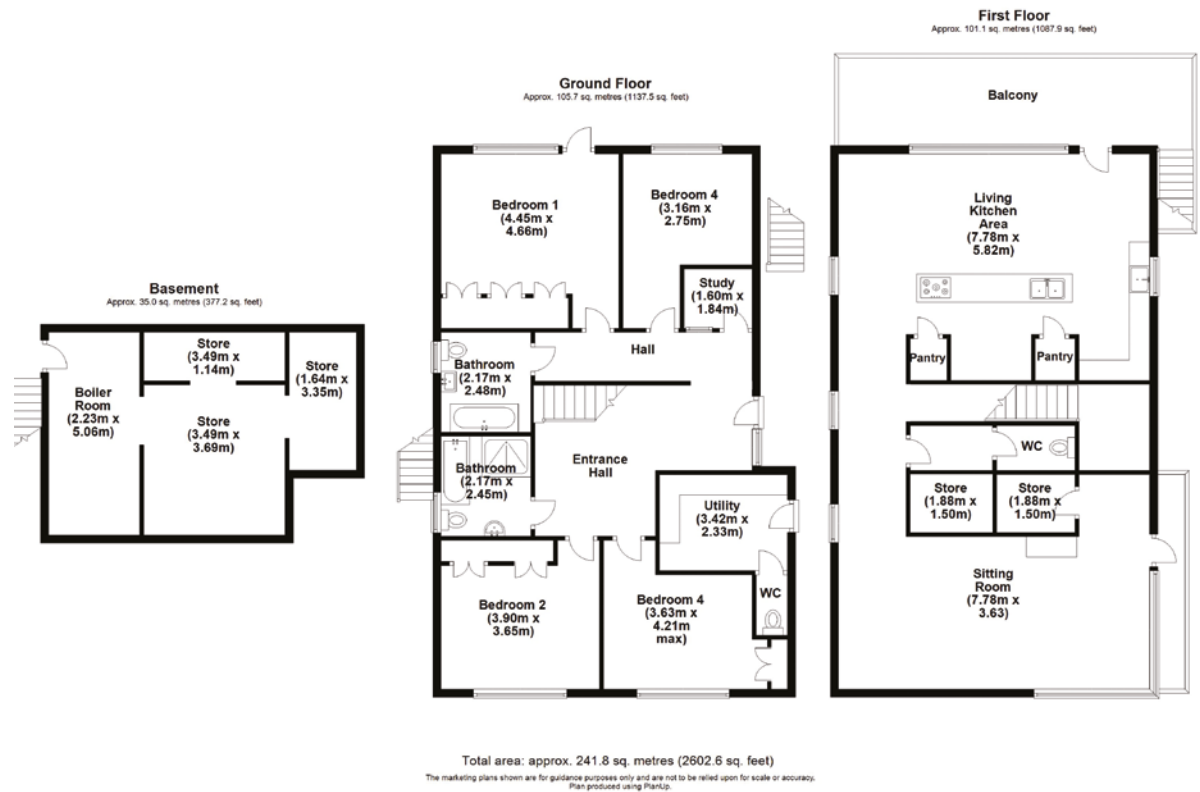 Basement
Approx. 35.0 sq. metres (377.2 sq. feet)
Store
(3.49m x
1.14m)
Store
(1.64m x
3.35m)
Boiler
Room
(2.23m x
5.06m)
Store
(3.49m x
3.69m)
Ground Floor
Approx. 105.7 sq. metres (1137.5 sq. feet)
Bedroom 1
(4.45m x
4.66m)
Bedroom 4
(3.16m x
2.75m)
Study
(1.60m x
1.84m)
Hall
Bathroom
(2.17m x
2.48m)
Bathroom
(2.17m x
2.45m)
Entrance
Hall
Utility
(3.42m x
2.33m)
WC
Bedroom 2
(3.90m x
3.65m)
Bedroom 4
(3.63m x
4.21m
max)
First Floor
Approx. 101.1 sq. metres (1087.9 sq. feet)
Balcony
Living
Kitchen
Area
(7.78m x
5.82m)
Pantry
Pantry
WC
Store
(1.88m x
1.50m)
Store
(1.88m x
1.50m)
Sitting
Room
(7.78m x
3.63)
Total area: approx. 241.8 sq. metres (2602.6 sq. feet)
The marketing plans shown are for guidance purposes only and are not to be relied upon for scale or accuracy.
Plan produced using PlanUp.